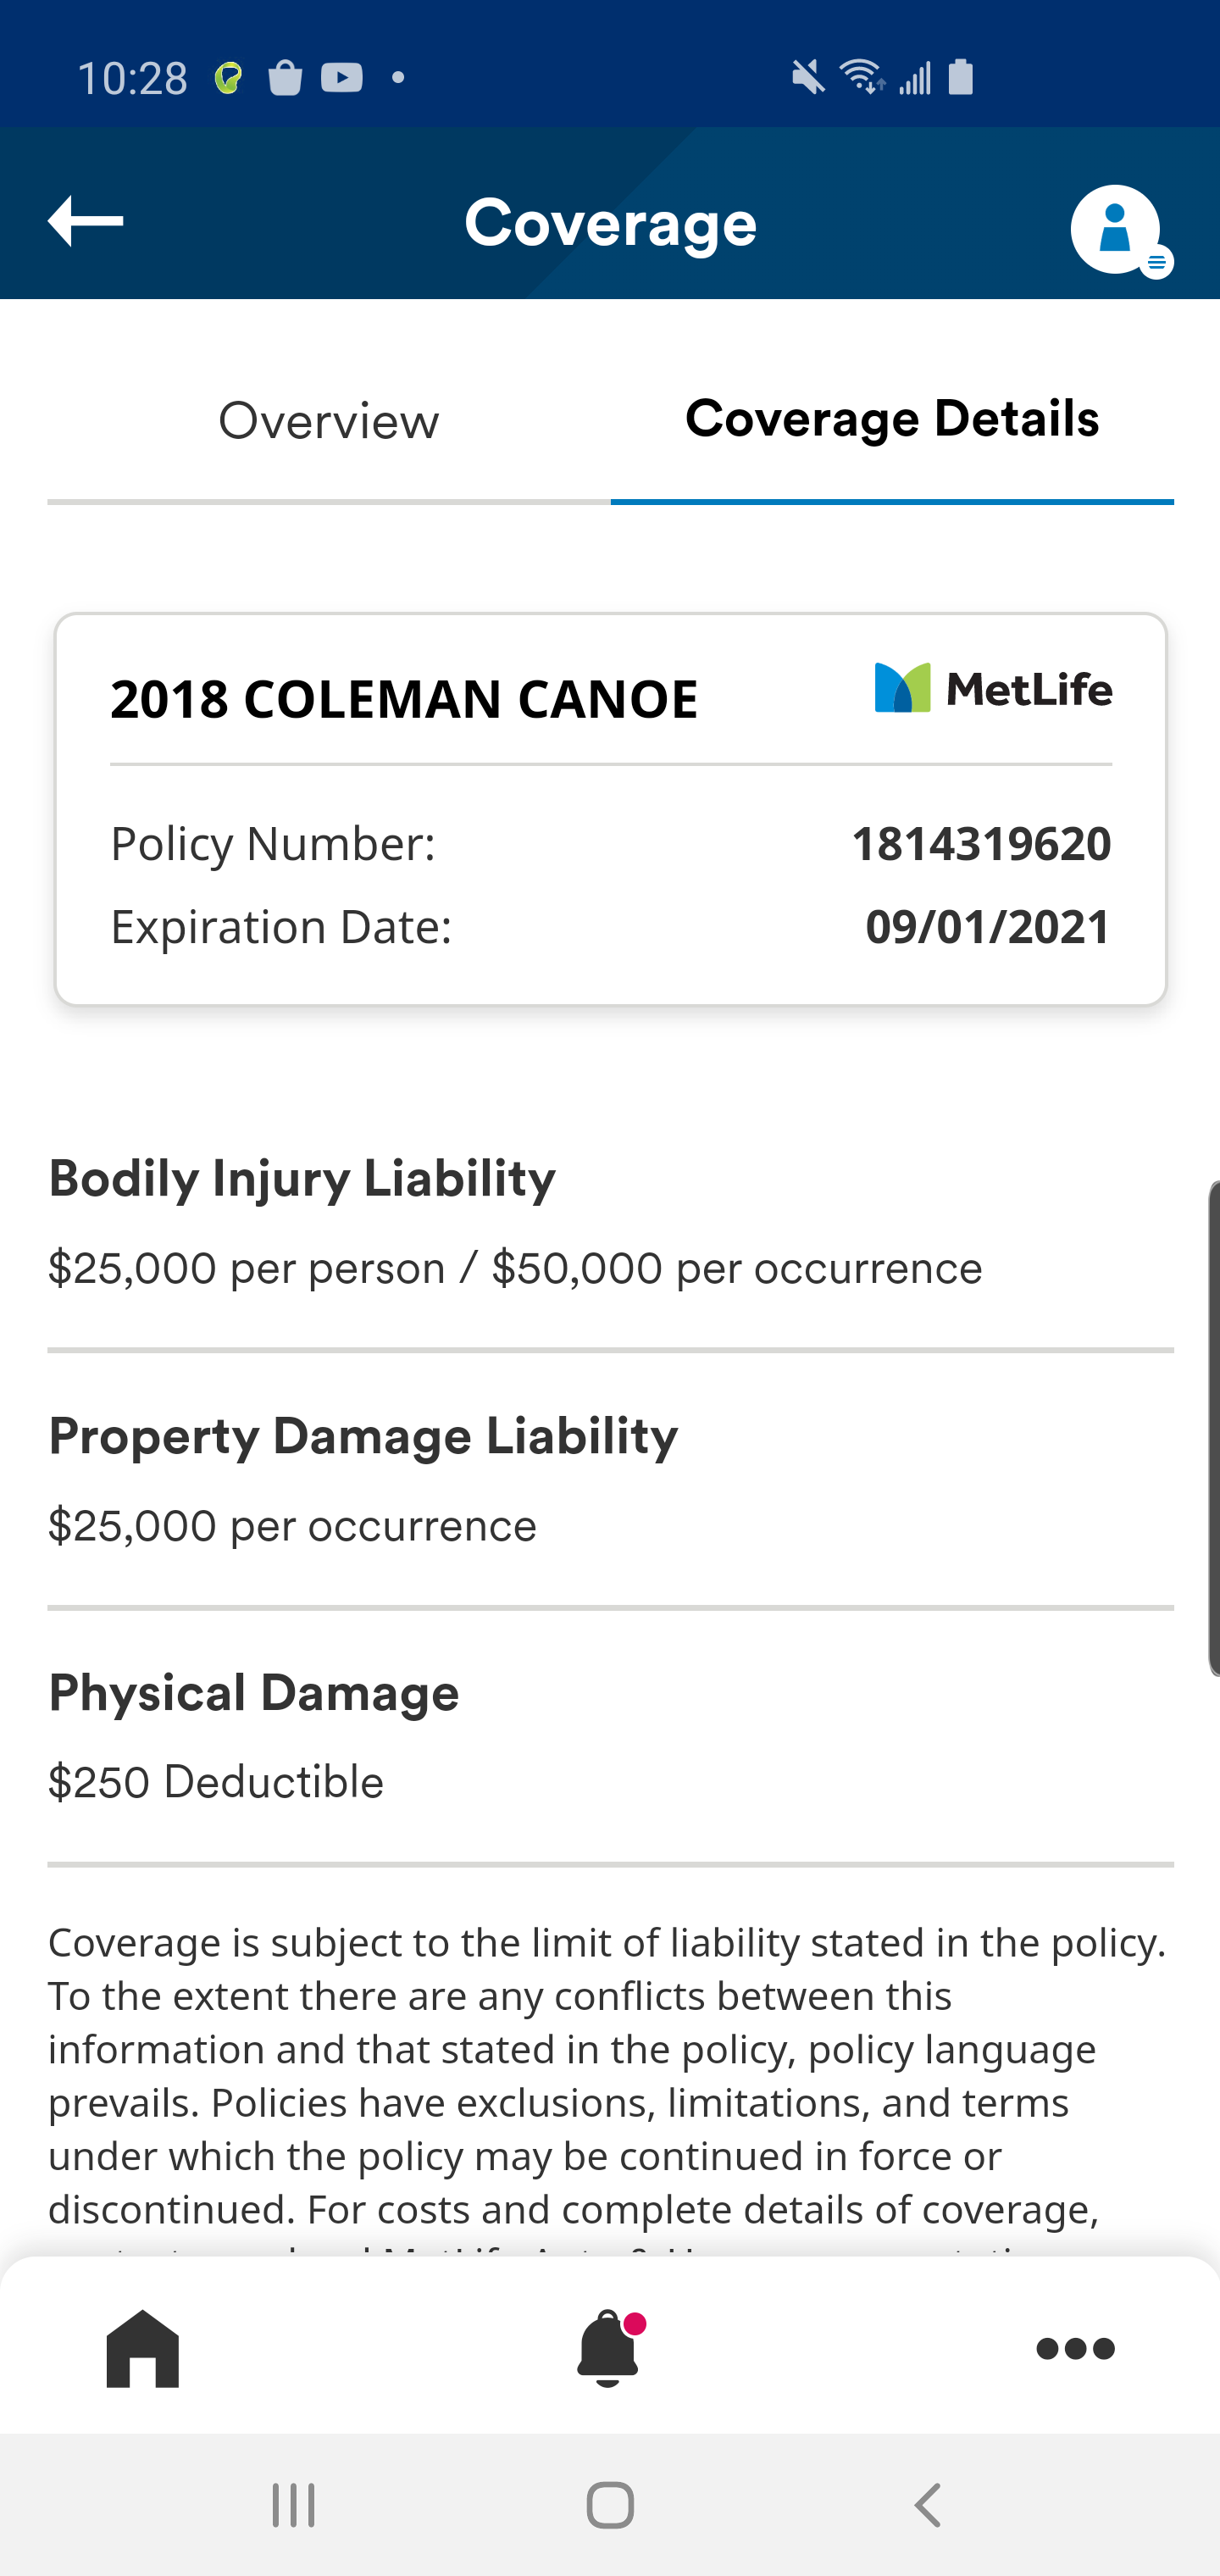 10:28
Coverage
Overview
Coverage Details
2018 COLEMAN CANOE
MetLife
Policy Number:
1814319620
Expiration Date:
09/01/2021
Bodily Injury Liability
$25,000 per person / $50,000 per occurrence
Property Damage Liability
$25,000 per occurrence
Physical Damage
$250 Deductible
Coverage is subject to the limit of liability stated in the policy.
To the extent there are any conflicts between this
information and that stated in the policy, policy language
prevails. Policies have exclusions, limitations, and terms
under which the policy may be continued in force or
discontinued. For costs and complete details of coverage,